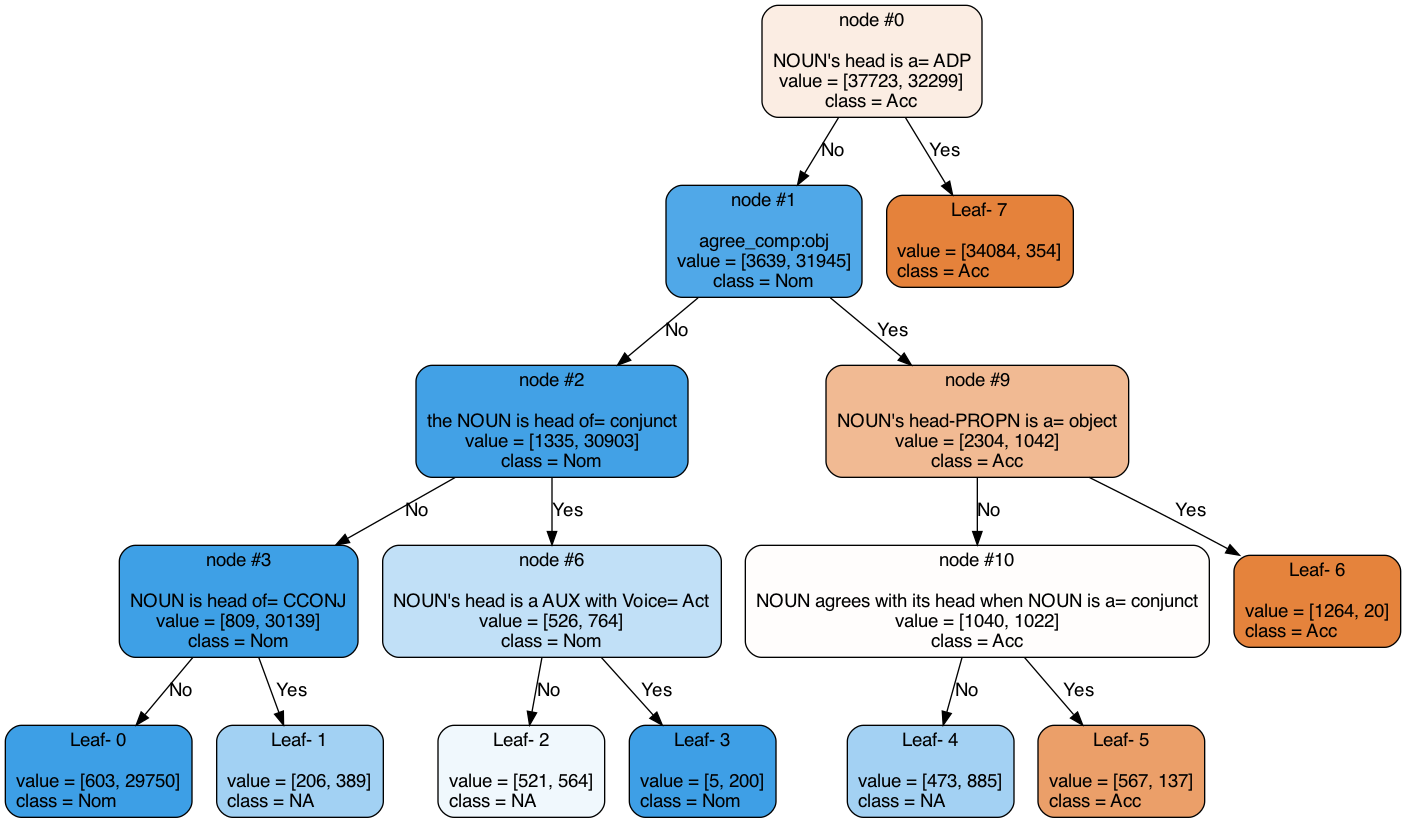 node #0
NOUN's head is a= ADP
value = [37723, 32299]
class = Acc
No
Yes
node #1
agree_comp:obj
value = [3639, 31945]
class = Nom
Leaf- 7
value = [34084, 354]
class = Acc
No
Yes
node #2
the NOUN is head of= conjunct
value = [1335, 30903]
class = Nom
node #9
NOUN's head-PROPN is a= object
value = [2304, 1042]
class = Acc
No
Yes
No
Yes
node #3
NOUN is head of= CCONJ
value = [809, 30139]
class = Nom
node #6
NOUN's head is a AUX with Voice= Act
value = [526, 764]
class = Nom
node #10
NOUN agrees with its head when NOUN is a= conjunct
value = [1040, 1022]
class = Acc
Leaf- 6
value = [1264, 20]
class = Acc
No
Yes
No
Yes
No
Yes
Leaf- 0
value = [603, 29750]
class = Nom
Leaf- 1
value = [206, 389]
class = NA
Leaf- 2
value = [521, 564]
class = NA
Leaf- 3
value = [5, 200]
class = Nom
Leaf- 4
value = [473, 885]
class = NA
Leaf- 5
value = [567, 137]
class = Acc